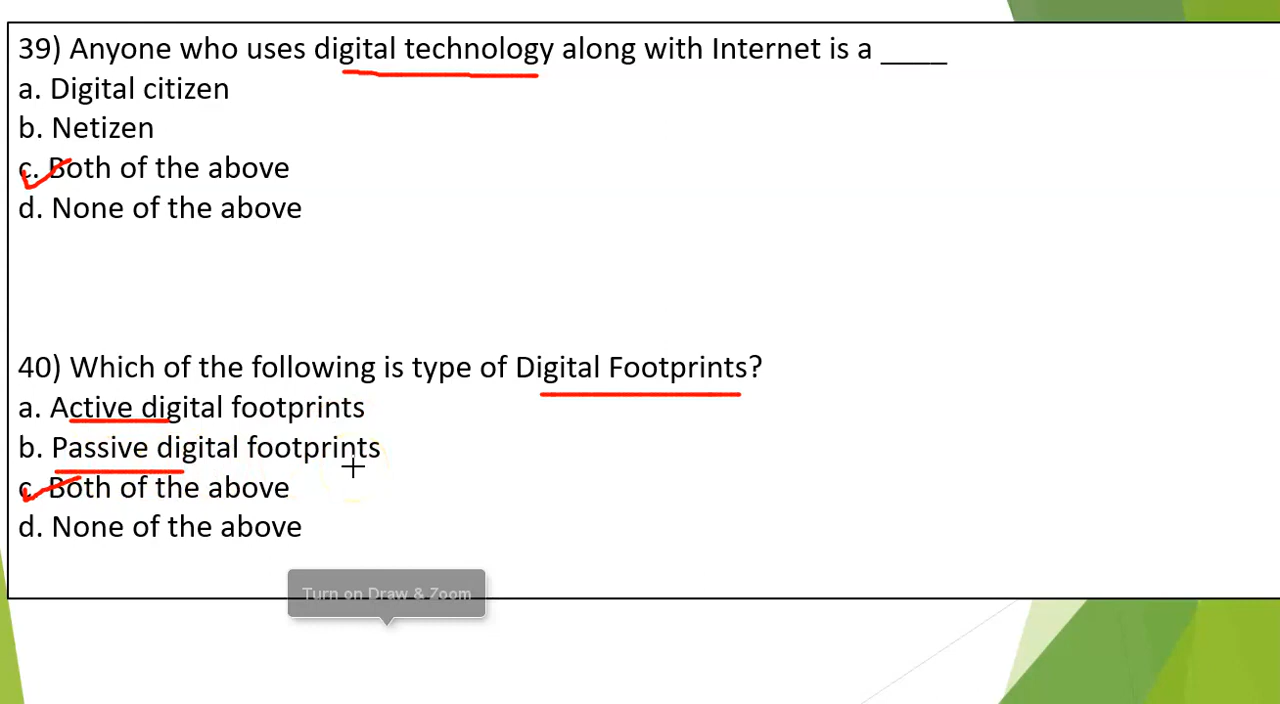 39) Anyone who uses digital technology along with Internet is a ____
a. Digital citizen
b. Netizen
c. Both of the above
d. None of the above
40) Which of the following is type of Digital Footprints?
a. Active digital footprints
b. Passive digital footprints
c. Both of the above
d. None of the above
Turn on Draw & Zoom